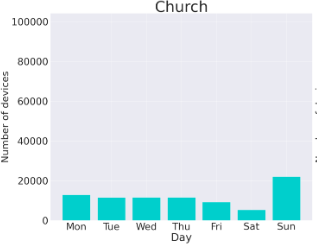 Church
Number of devices
100000
80000
60000
40000
20000
0
Mon Tue Wed Thu Fri Sat Sun
Day